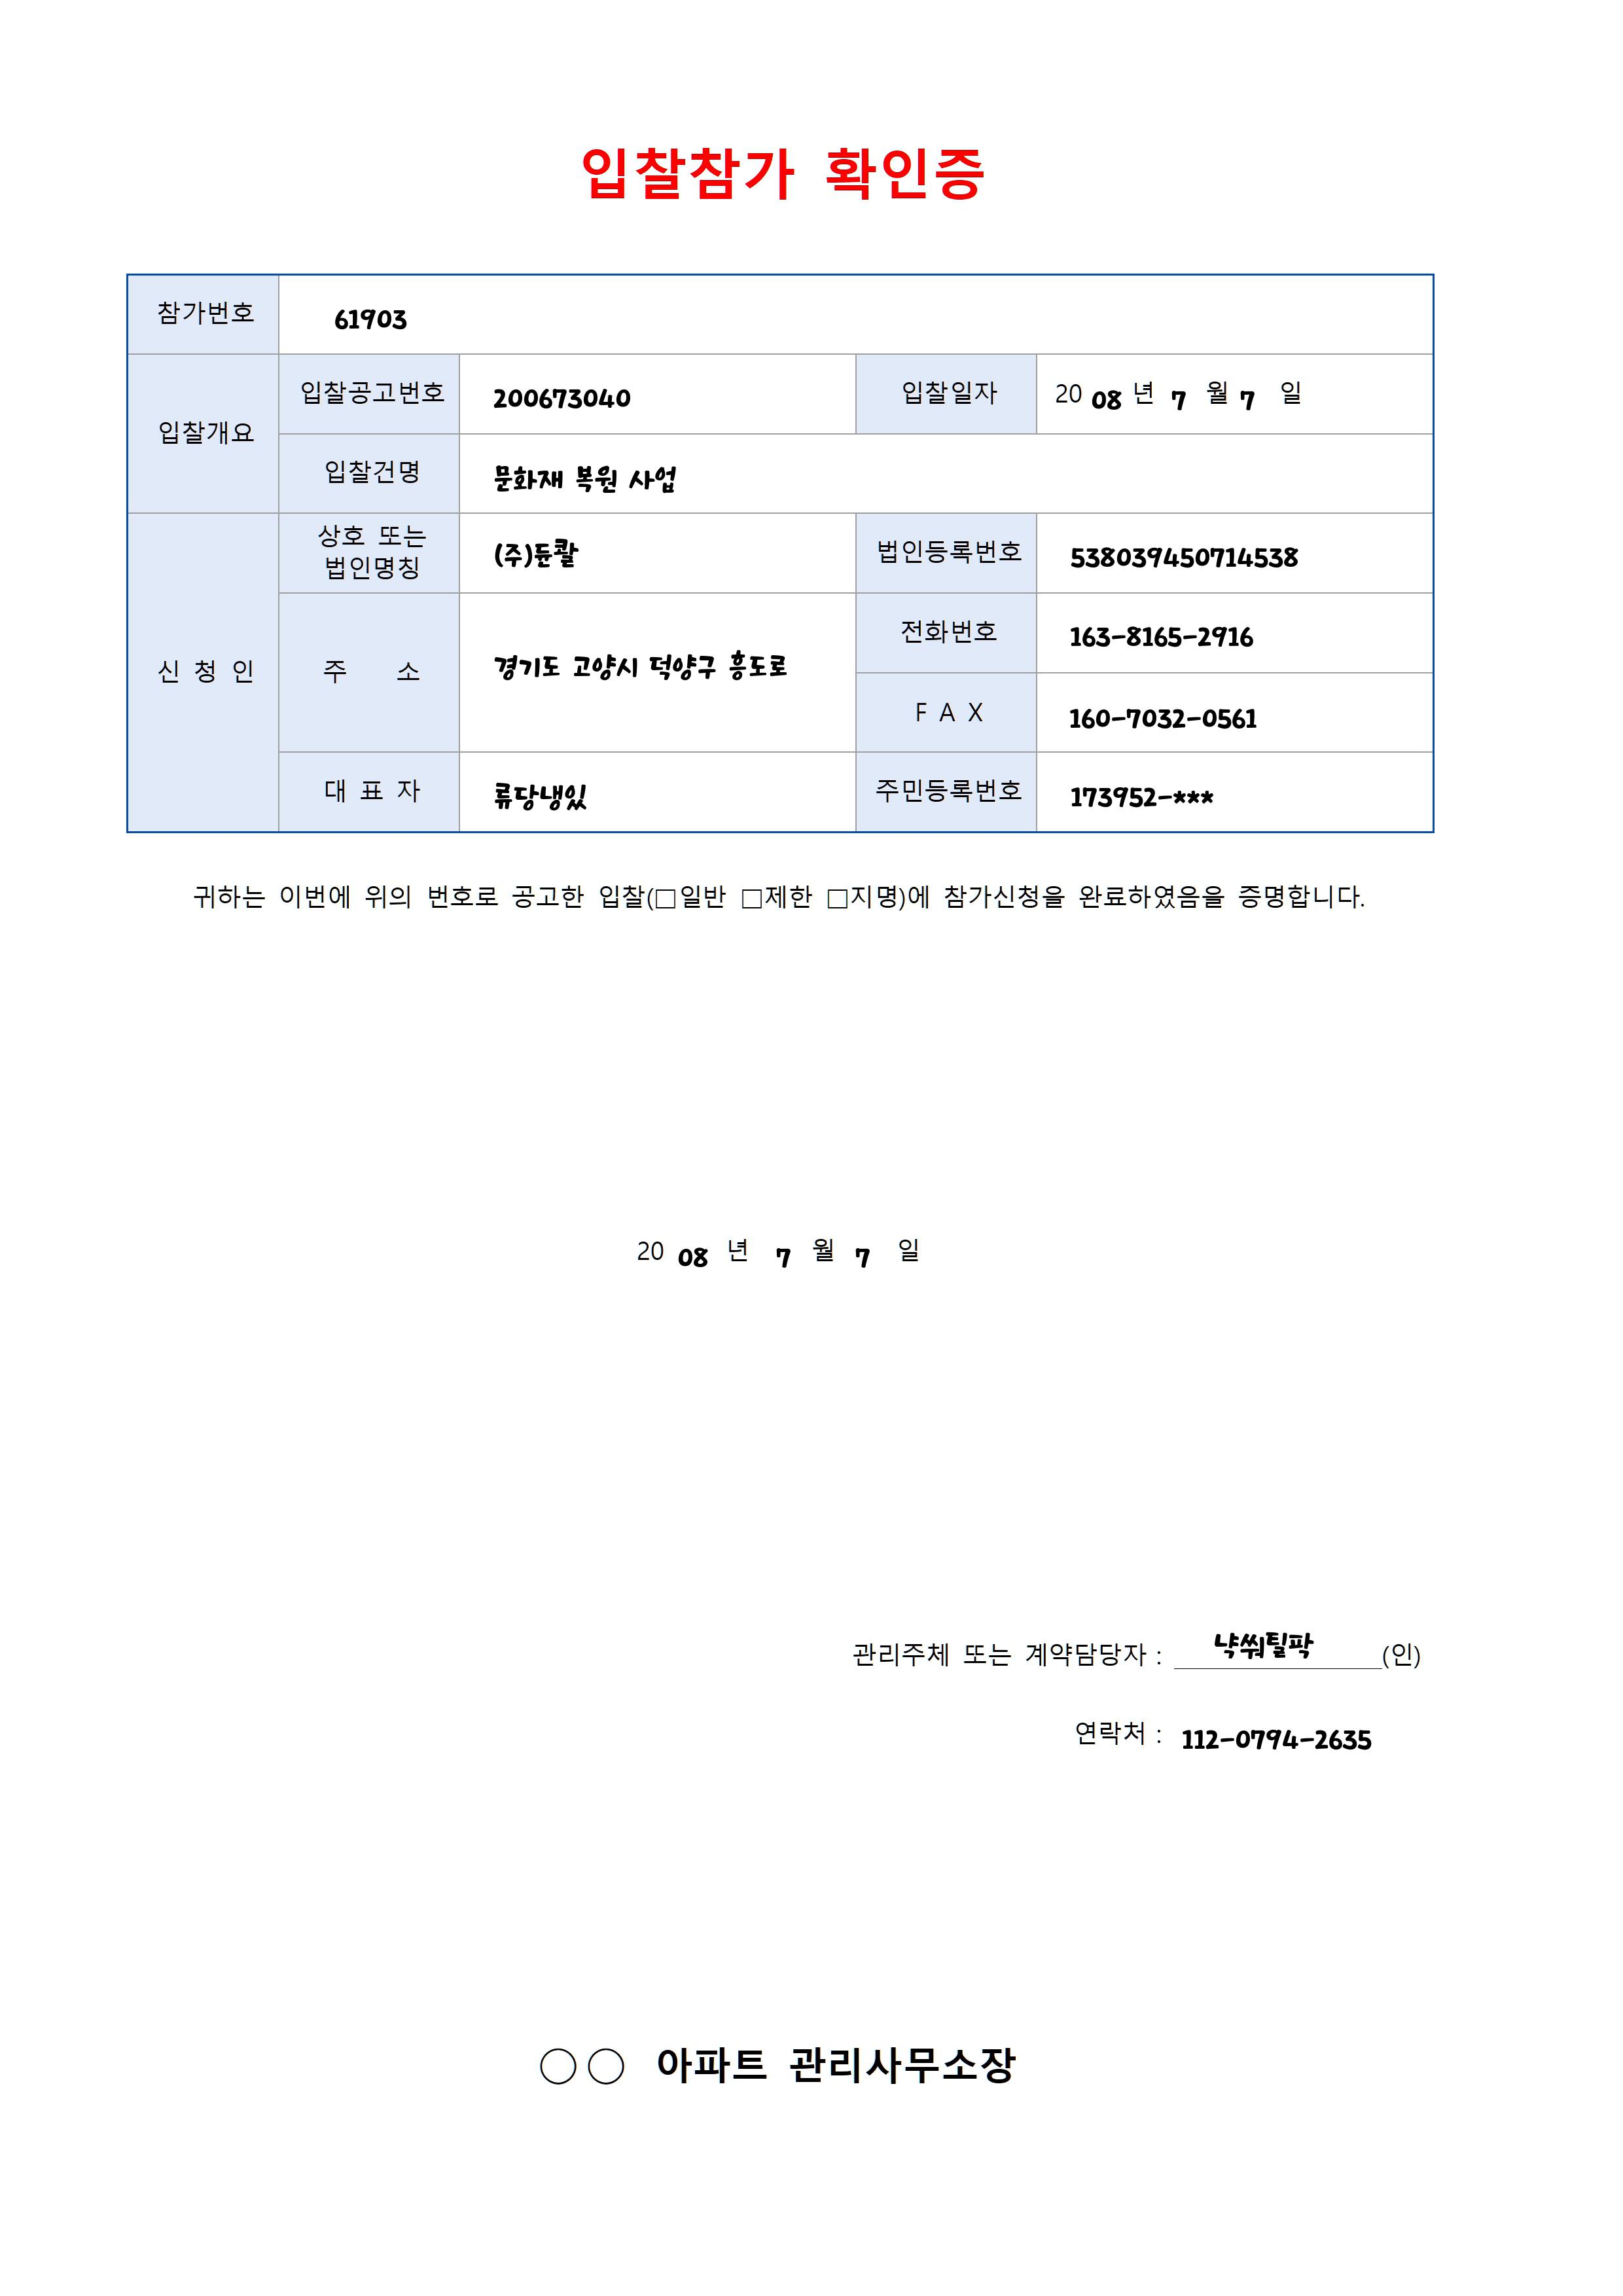 입찰참가 확인증
참가번호 61903
입찰개요 입찰공고번호 200673040 입찰일자 20 08 년 7 월 7 일
입찰건명 문화재 복원 사업
신 청 인 상호 또는 법인명칭 (주)듄콸 법인등록번호 538039450714538
주 소 경기도 고양시 덕양구 흥도로 전화번호 163-8165-2916
F A X 160-7032-0561
대 표 자 류당냉있 주민등록번호 173952-***
귀하는 이번에 위의 번호로 공고한 입찰(□일반 □제한 □지명)에 참가신청을 완료하였음을 증명합니다.
20 08 년 7 월 7 일
관리주체 또는 계약담당자 : 냑쒀틸팍 (인)
연락처 : 112-0794-2635
○○ 아파트 관리사무소장